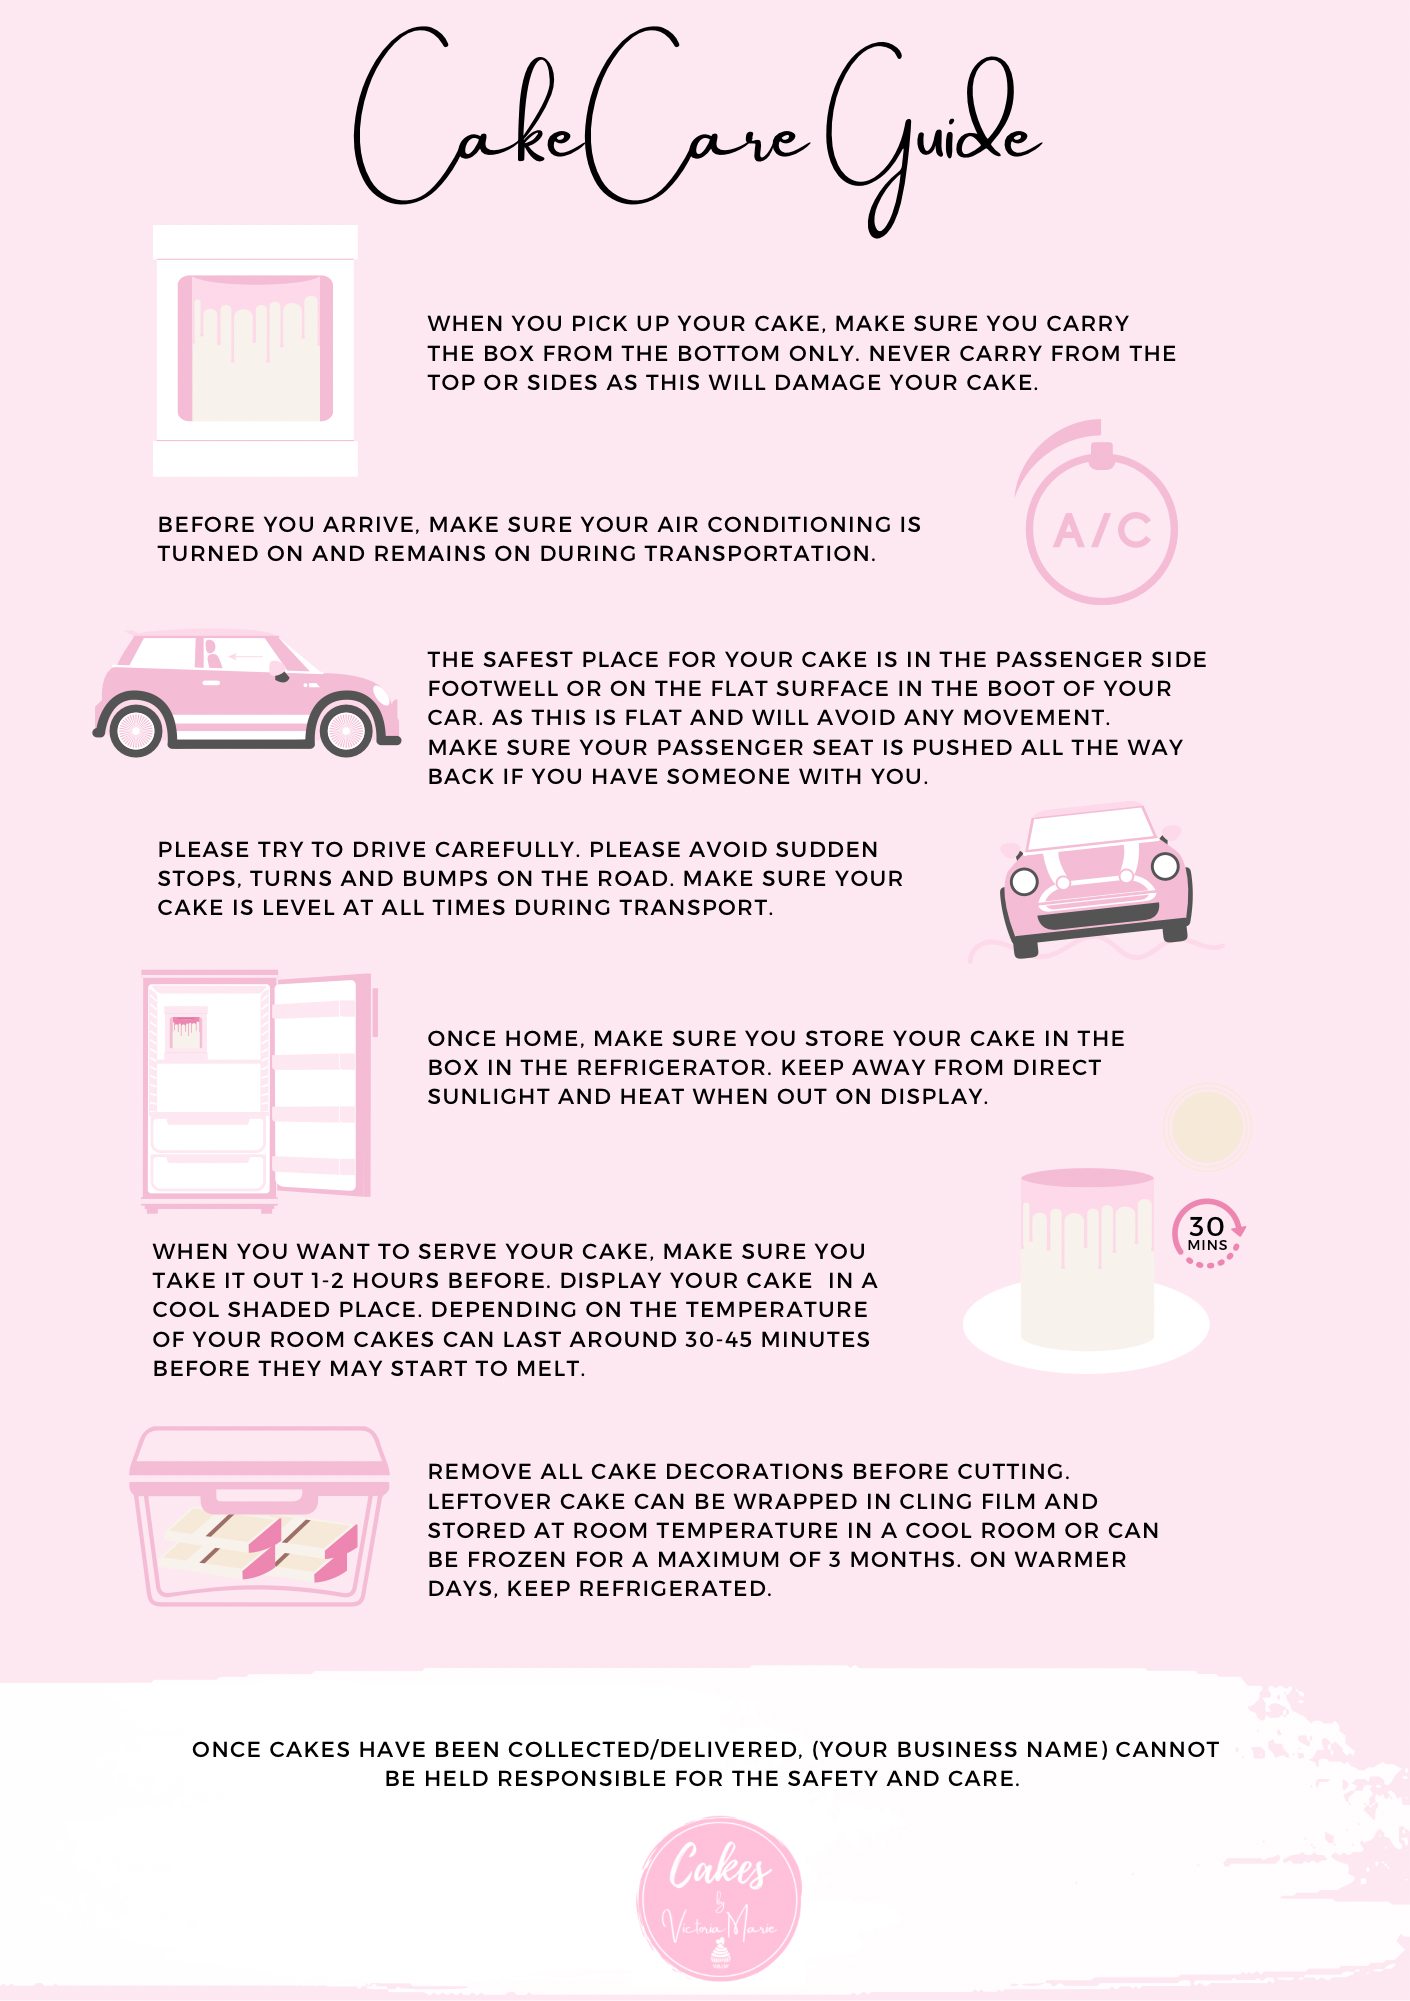 Cake Care Guide
WHEN YOU PICK UP YOUR CAKE, MAKE SURE YOU CARRY
THE BOX FROM THE BOTTOM ONLY. NEVER CARRY FROM THE
TOP OR SIDES AS THIS WILL DAMAGE YOUR CAKE.
A/C
BEFORE YOU ARRIVE, MAKE SURE YOUR AIR CONDITIONING IS
TURNED ON AND REMAINS ON DURING TRANSPORTATION.
THE SAFEST PLACE FOR YOUR CAKE IS IN THE PASSENGER SIDE
FOOTWELL OR ON THE FLAT SURFACE IN THE BOOT OF YOUR
CAR. AS THIS IS FLAT AND WILL AVOID ANY MOVEMENT.
MAKE SURE YOUR PASSENGER SEAT IS PUSHED ALL THE WAY
BACK IF YOU HAVE SOMEONE WITH YOU.
PLEASE TRY TO DRIVE CAREFULLY. PLEASE AVOID SUDDEN
STOPS, TURNS AND BUMPS ON THE ROAD. MAKE SURE YOUR
CAKE IS LEVEL AT ALL TIMES DURING TRANSPORT.
ONCE HOME, MAKE SURE YOU STORE YOUR CAKE IN THE
BOX IN THE REFRIGERATOR. KEEP AWAY FROM DIRECT
SUNLIGHT AND HEAT WHEN OUT ON DISPLAY.
30
MINS
WHEN YOU WANT TO SERVE YOUR CAKE, MAKE SURE YOU
TAKE IT OUT 1-2 HOURS BEFORE. DISPLAY YOUR CAKE IN A
COOL SHADED PLACE. DEPENDING ON THE TEMPERATURE
OF YOUR ROOM CAKES CAN LAST AROUND 30-45 MINUTES
BEFORE THEY MAY START TO MELT.
REMOVE ALL CAKE DECORATIONS BEFORE CUTTING.
LEFTOVER CAKE CAN BE WRAPPED IN CLING FILM AND
STORED AT ROOM TEMPERATURE IN A COOL ROOM OR CAN
BE FROZEN FOR A MAXIMUM OF 3 MONTHS. ON WARMER
DAYS, KEEP REFRIGERATED.
ONCE CAKES HAVE BEEN COLLECTED/DELIVERED, (YOUR BUSINESS NAME) CANNOT
BE HELD RESPONSIBLE FOR THE SAFETY AND CARE.
Cakes
by
Victoria Marie